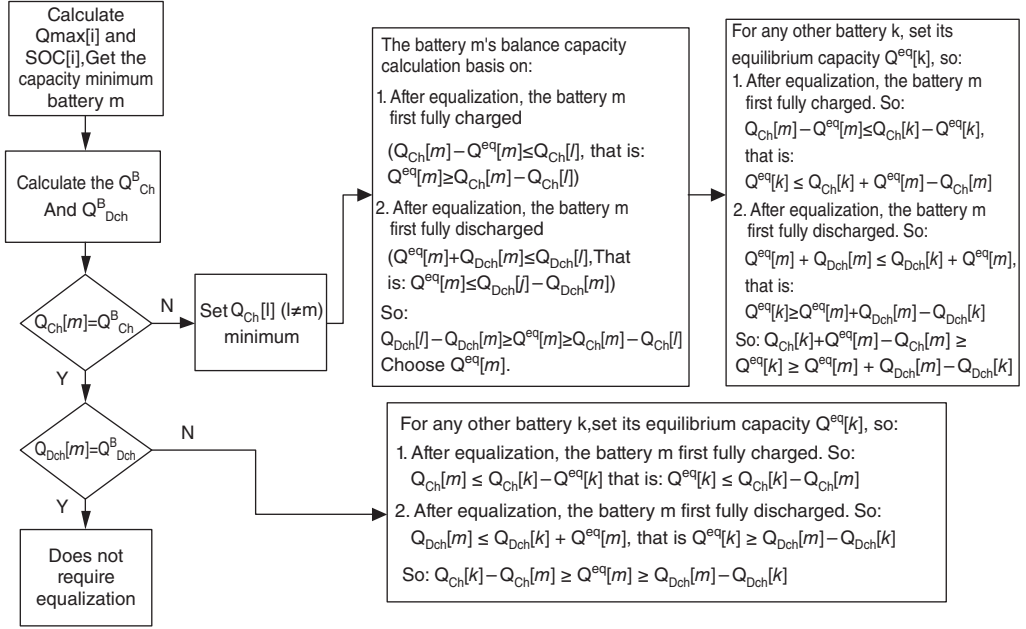 Calculate
Qmax[i] and
SOC[i],Get the
capacity minimum
battery m
Calculate the Q^B_Ch
And Q^B_Dch
Q_Ch[m]=Q^B_Ch
N
Y
Set Q_Ch[l] (l≠m)
minimum
Q_Dch[m]=Q^B_Dch
N
Y
Does not
require
equalization
The battery m's balance capacity
calculation basis on:
1. After equalization, the battery m
first fully charged
(Q_Ch[m]−Q^eq[m]≤Q_Ch[l], that is:
Q^eq[m]≥Q_Ch[m]−Q_Ch[l])
2. After equalization, the battery m
first fully discharged
(Q^eq[m]+Q_Dch[m]≤Q_Dch[l],That
is: Q^eq[m]≤Q_Dch[j]−Q_Dch[m])
So:
Q_Dch[l]−Q_Dch[m]≥Q^eq[m]≥Q_Ch[m]−Q_Ch[l]
Choose Q^eq[m].
For any other battery k, set its
equilibrium capacity Q^eq[k], so:
1. After equalization, the battery m
first fully charged. So:
Q_Ch[m]−Q^eq[m]≤Q_Ch[k]−Q^eq[k],
that is:
Q^eq[k] ≤ Q_Ch[k] + Q^eq[m]−Q_Ch[m]
2. After equalization, the battery m
first fully discharged. So:
Q^eq[m] + Q_Dch[m] ≤ Q_Dch[k] + Q^eq[m],
that is:
Q^eq[k]≥Q^eq[m]+Q_Dch[m]−Q_Dch[k]
So: Q_Ch[k]+Q^eq[m]−Q_Ch[m] ≥
Q^eq[k] ≥ Q^eq[m] + Q_Dch[m]−Q_Dch[k]
For any other battery k,set its equilibrium capacity Q^eq[k], so:
1. After equalization, the battery m first fully charged. So:
Q_Ch[m] ≤ Q_Ch[k]−Q^eq[k] that is: Q^eq[k] ≤ Q_Ch[k]−Q_Ch[m]
2. After equalization, the battery m first fully discharged. So:
Q_Dch[m] ≤ Q_Dch[k] + Q^eq[m], that is Q^eq[k] ≥ Q_Dch[m]−Q_Dch[k]
So: Q_Ch[k]−Q_Ch[m] ≥ Q^eq[m] ≥ Q_Dch[m]−Q_Dch[k]